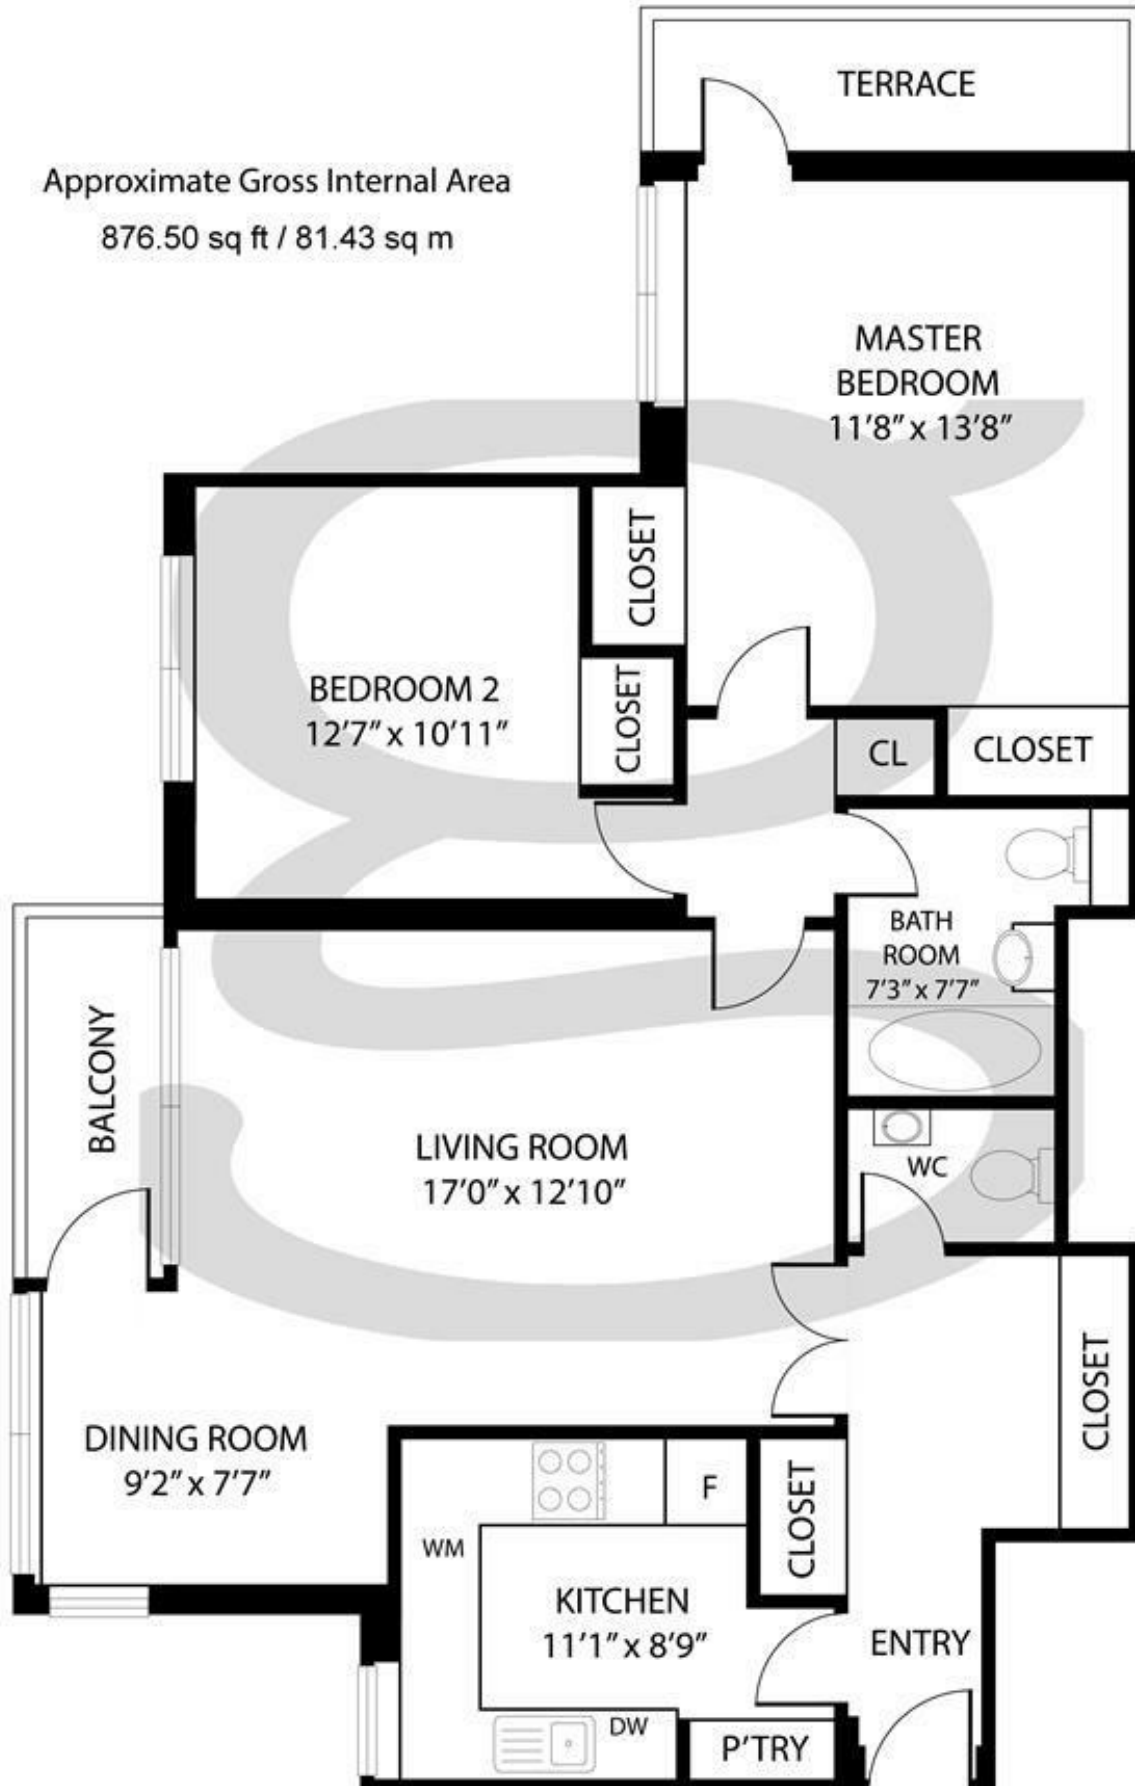 TERRACE
Approximate Gross Internal Area
876.50 sq ft / 81.43 sq m
MASTER
BEDROOM
11'8" x 13'8"
CLOSET
BEDROOM 2
12'7" x 10'11"
CLOSET
CL
CLOSET
BATH
ROOM
7'3" x 7'7"
BALCONY
LIVING ROOM
17'0" x 12'10"
WC
CLOSET
DINING ROOM
9'2" x 7'7"
F
CLOSET
WM
KITCHEN
11'1" x 8'9"
ENTRY
DW
P'TRY